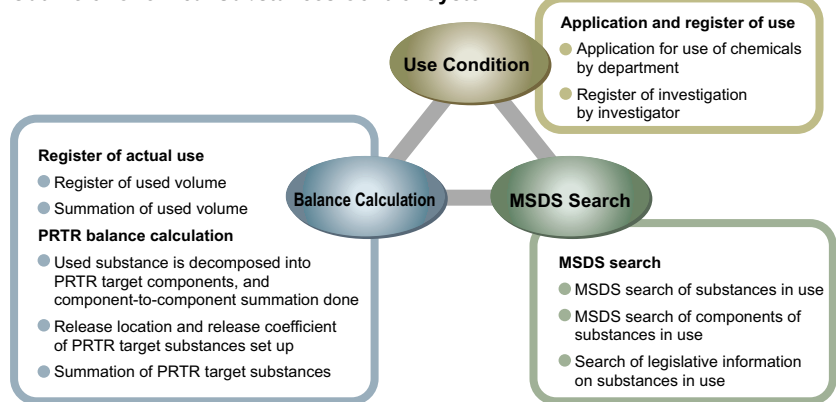 Use Condition
Application and register of use
Application for use of chemicals
by department
Register of investigation
by investigator
Balance Calculation
Register of actual use
Register of used volume
Summation of used volume
PRTR balance calculation
Used substance is decomposed into
PRTR target components, and
component-to-component summation done
Release location and release coefficient
of PRTR target substances set up
Summation of PRTR target substances
MSDS Search
MSDS search
MSDS search of substances in use
MSDS search of components of
substances in use
Search of legislative information
on substances in use